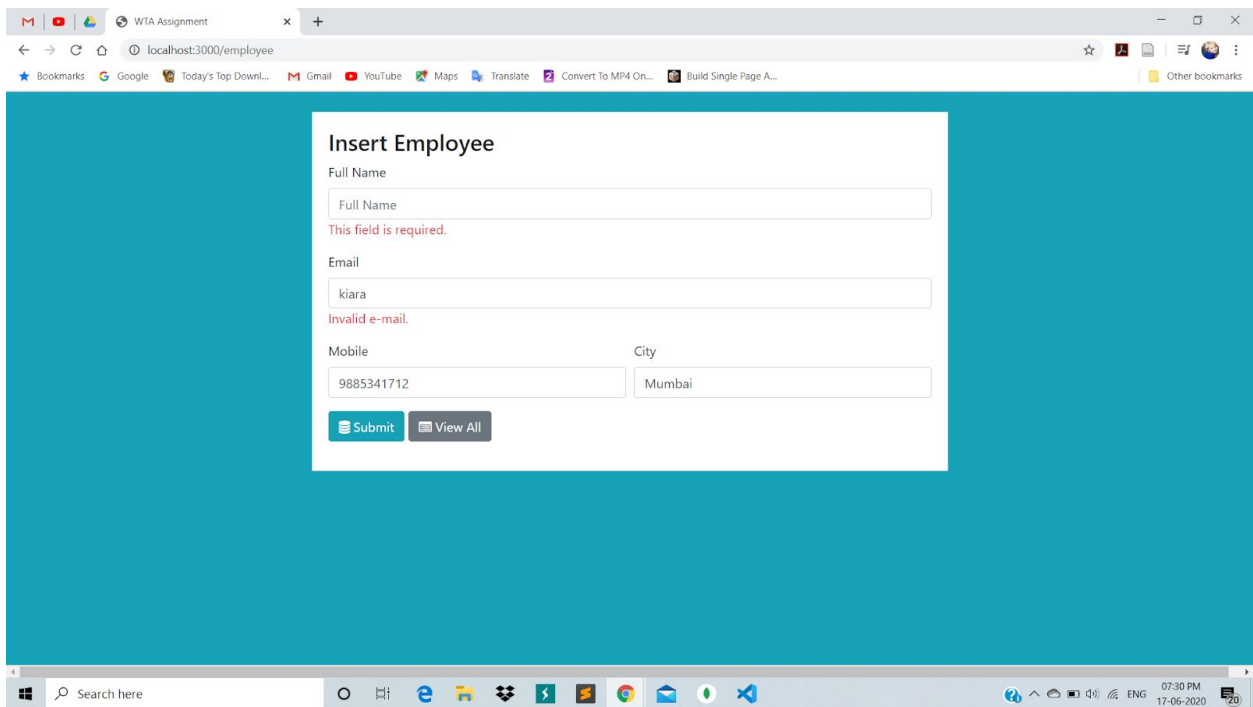 WTA Assignment
localhost:3000/employee
Bookmarks Google Today's Top Downl... Gmail YouTube Maps Translate Convert To MP4 On... Build Single Page A... Other bookmarks
Insert Employee
Full Name
Full Name
This field is required.
Email
kiara
Invalid e-mail.
Mobile City
9885341712 Mumbai
Submit View All
Search here ENG 07:30 PM
17-06-2020 20